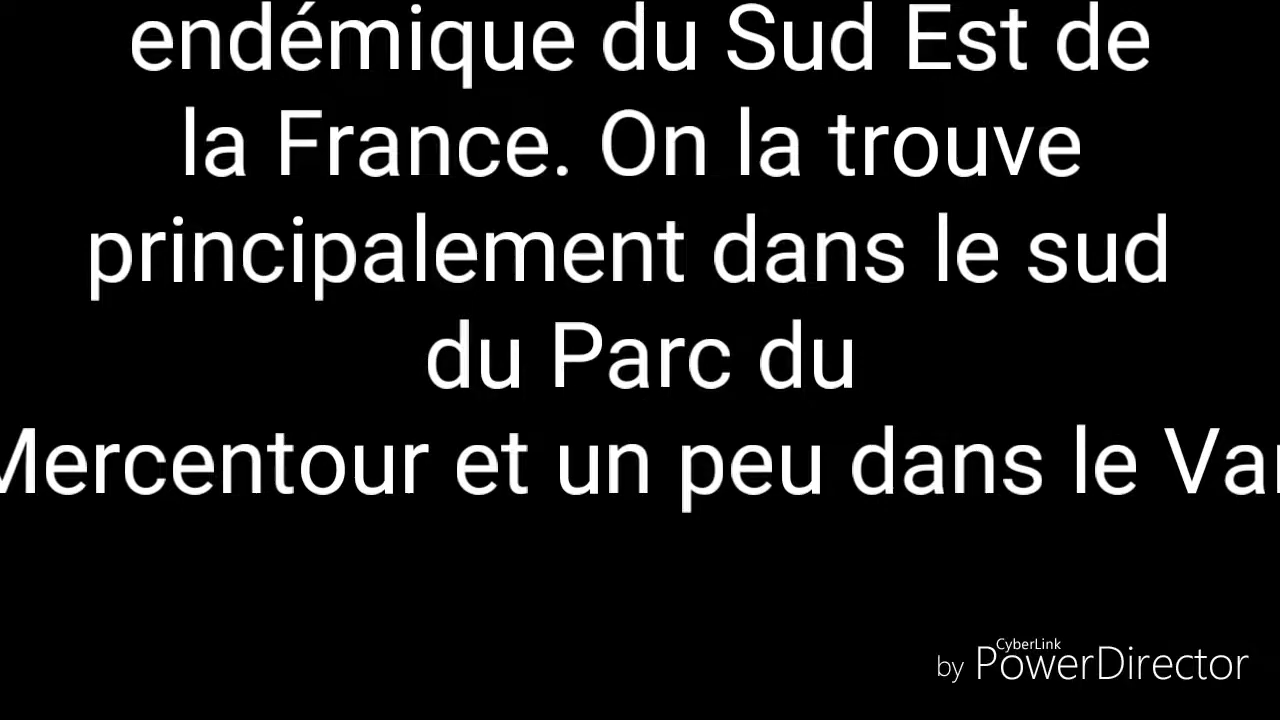 endémique du Sud Est de
la France. On la trouve
principalement dans le sud
du Parc du
Mercentour et un peu dans le Var
CyberLink
by PowerDirector